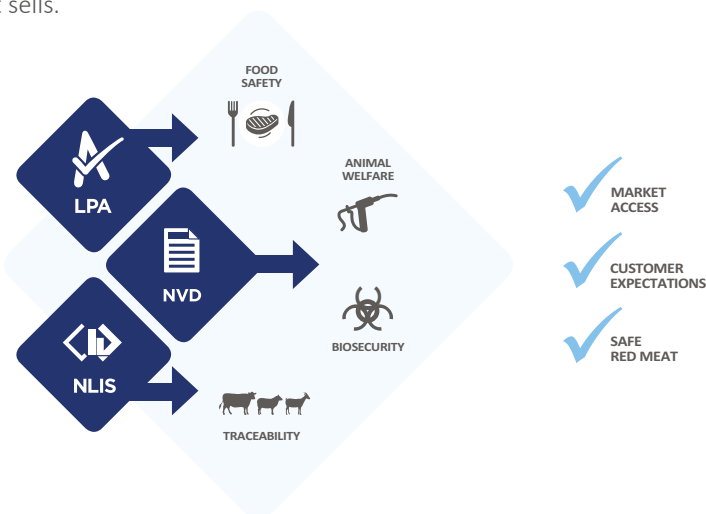 sells.
FOOD
SAFETY
LPA
ANIMAL
WELFARE
MARKET
ACCESS
NVD
CUSTOMER
EXPECTATIONS
BIOSECURITY
SAFE
RED MEAT
NLIS
TRACEABILITY